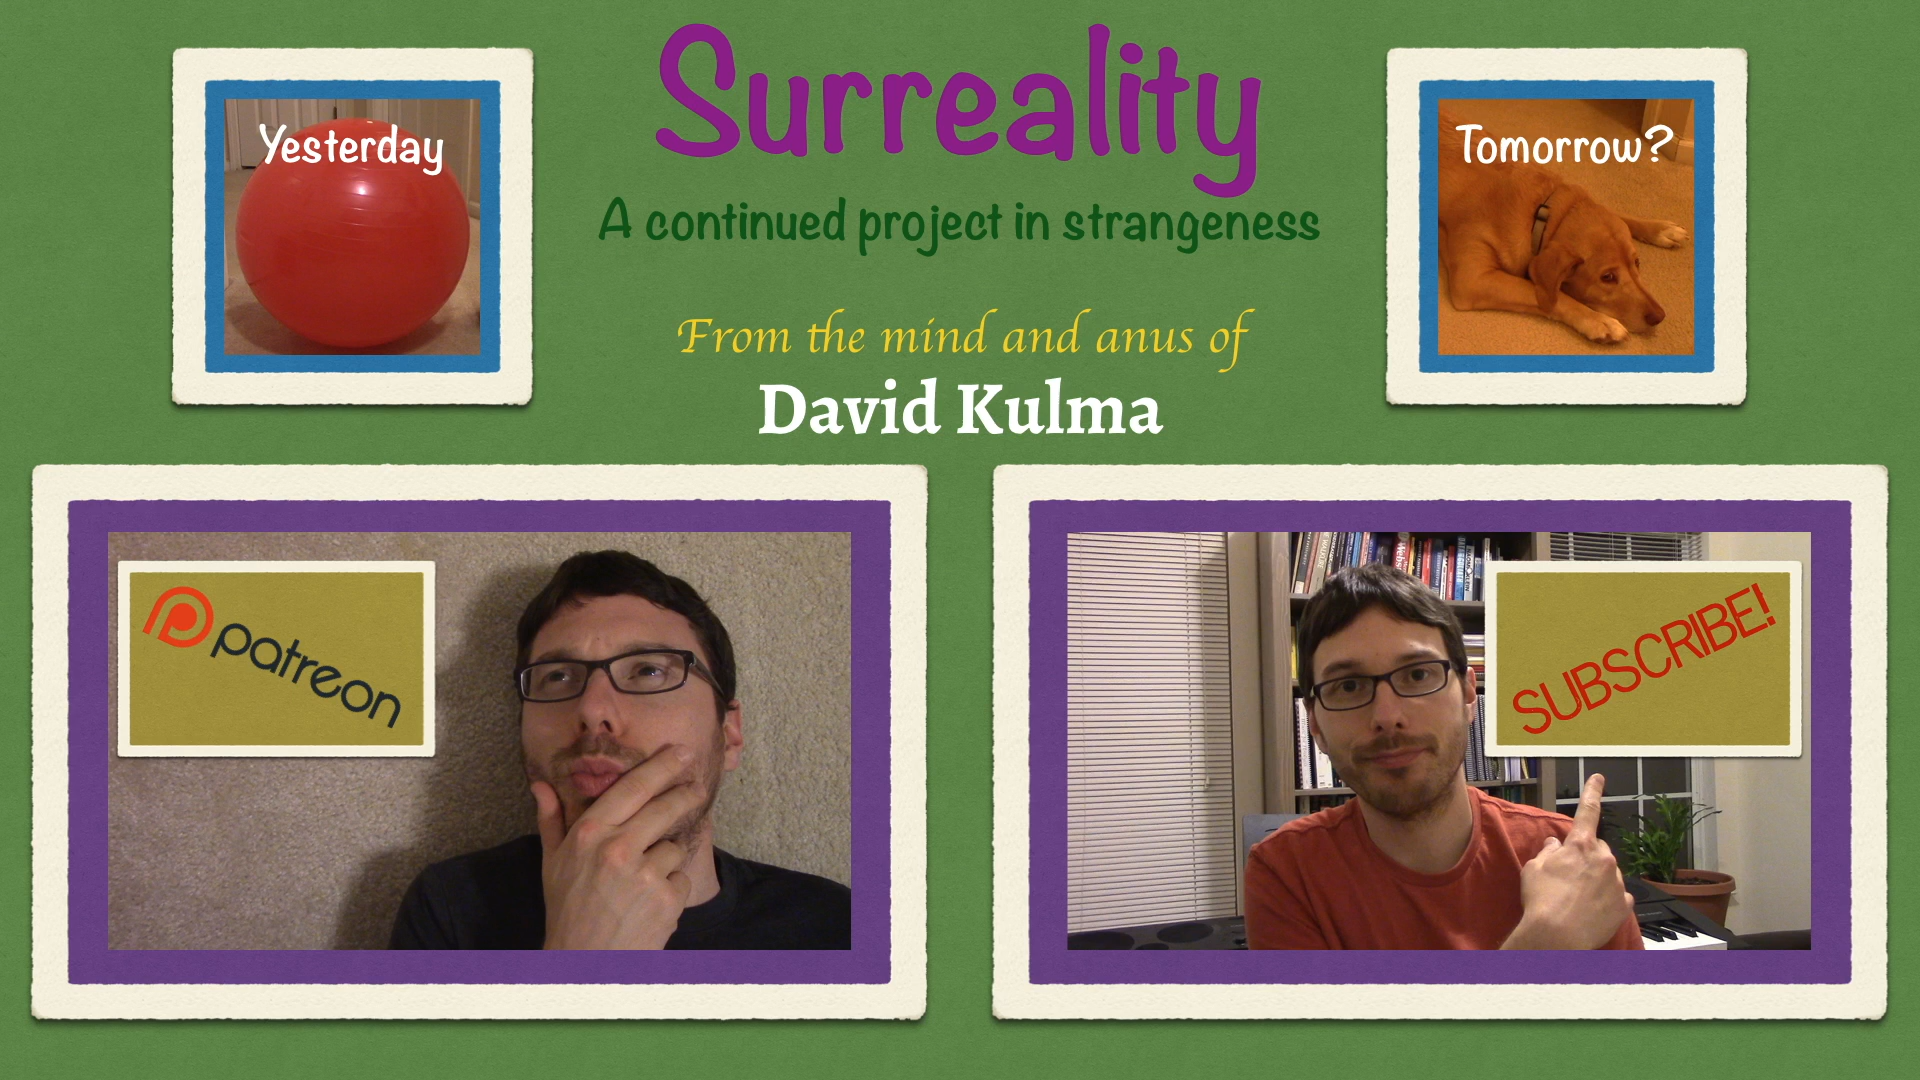 Surreality
Yesterday
Tomorrow?
A continued project in strangeness
From the mind and anus of
David Kulma
patreon
SUBSCRIBE!